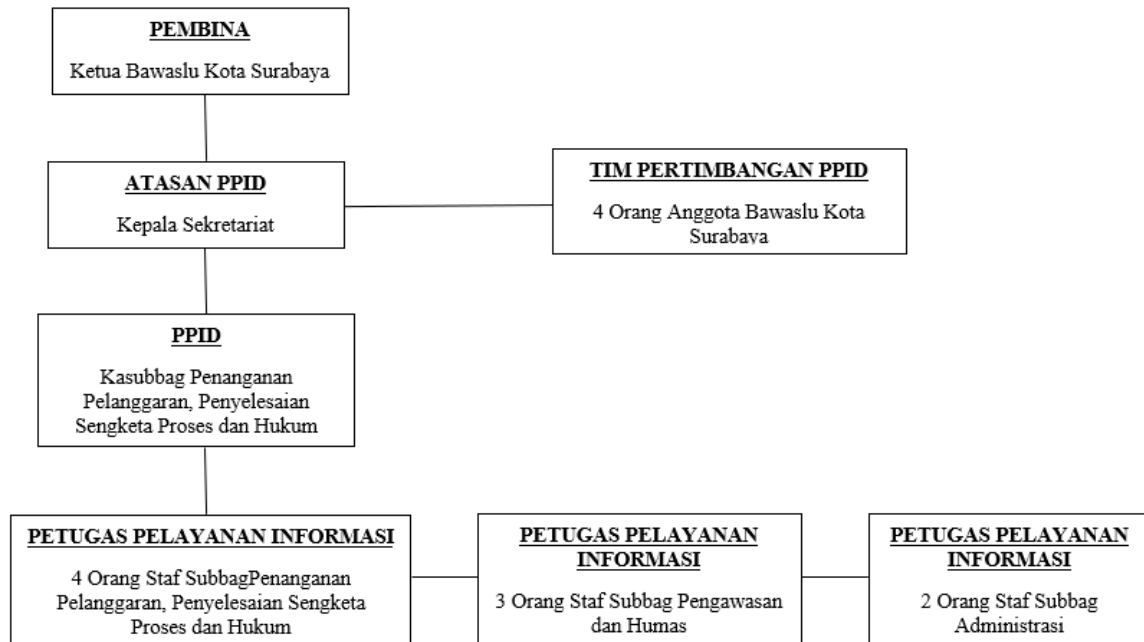 PEMBINA
Ketua Bawaslu Kota Surabaya
ATASAN PPID
Kepala Sekretariat
TIM PERTIMBANGAN PPID
4 Orang Anggota Bawaslu Kota
Surabaya
PPID
Kasubbag Penanganan
Pelanggaran, Penyelesaian
Sengketa Proses dan Hukum
PETUGAS PELAYANAN INFORMASI
4 Orang Staf SubbagPenanganan
Pelanggaran, Penyelesaian Sengketa
Proses dan Hukum
PETUGAS PELAYANAN
INFORMASI
3 Orang Staf Subbag Pengawasan
dan Humas
PETUGAS PELAYANAN
INFORMASI
2 Orang Staf Subbag
Administrasi